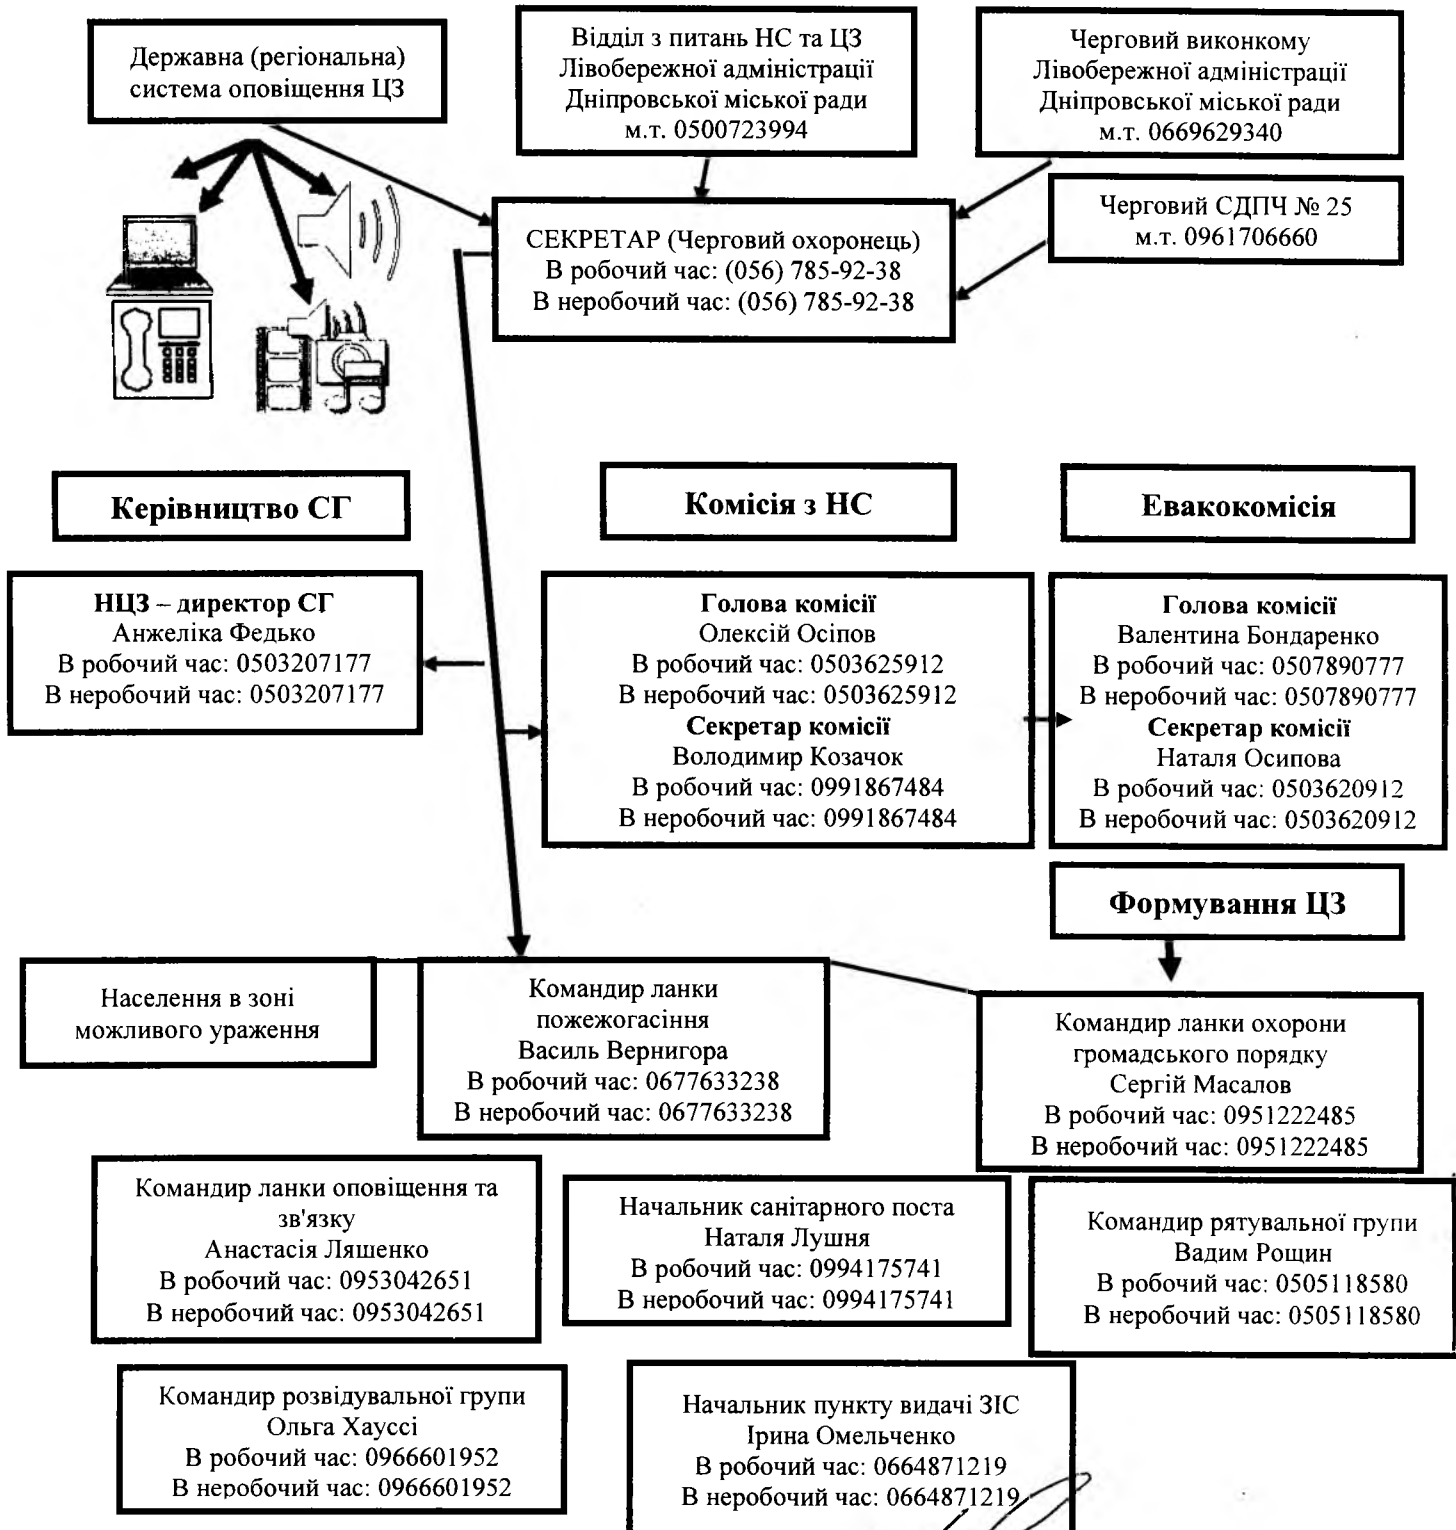 Державна (регіональна)
система оповіщення ЦЗ
Відділ з питань НС та ЦЗ
Лівобережної адміністрації
Дніпровської міської ради
м.т. 0500723994
Черговий виконкому
Лівобережної адміністрації
Дніпровської міської ради
м.т. 0669629340
Черговий СДПЧ № 25
м.т. 0961706660
СЕКРЕТАР (Черговий охоронець)
В робочий час: (056) 785-92-38
В неробочий час: (056) 785-92-38
Керівництво СГ
Комісія з НС
Евакокомісія
НЦЗ – директор СГ
Анжеліка Федько
В робочий час: 0503207177
В неробочий час: 0503207177
Голова комісії
Олексій Осіпов
В робочий час: 0503625912
В неробочий час: 0503625912
Секретар комісії
Володимир Козачок
В робочий час: 0991867484
В неробочий час: 0991867484
Голова комісії
Валентина Бондаренко
В робочий час: 0507890777
В неробочий час: 0507890777
Секретар комісії
Наталя Осипова
В робочий час: 0503620912
В неробочий час: 0503620912
Формування ЦЗ
Населення в зоні
можливого ураження
Командир ланки
пожежогасіння
Василь Вернигора
В робочий час: 0677633238
В неробочий час: 0677633238
Командир ланки охорони
громадського порядку
Сергій Масалов
В робочий час: 0951222485
В неробочий час: 0951222485
Командир ланки оповіщення та
зв'язку
Анастасія Ляшенко
В робочий час: 0953042651
В неробочий час: 0953042651
Начальник санітарного поста
Наталя Лушня
В робочий час: 0994175741
В неробочий час: 0994175741
Командир рятувальної групи
Вадим Рощин
В робочий час: 0505118580
В неробочий час: 0505118580
Командир розвідувальної групи
Ольга Хауссі
В робочий час: 0966601952
В неробочий час: 0966601952
Начальник пункту видачі ЗІС
Ірина Омельченко
В робочий час: 0664871219
В неробочий час: 0664871219